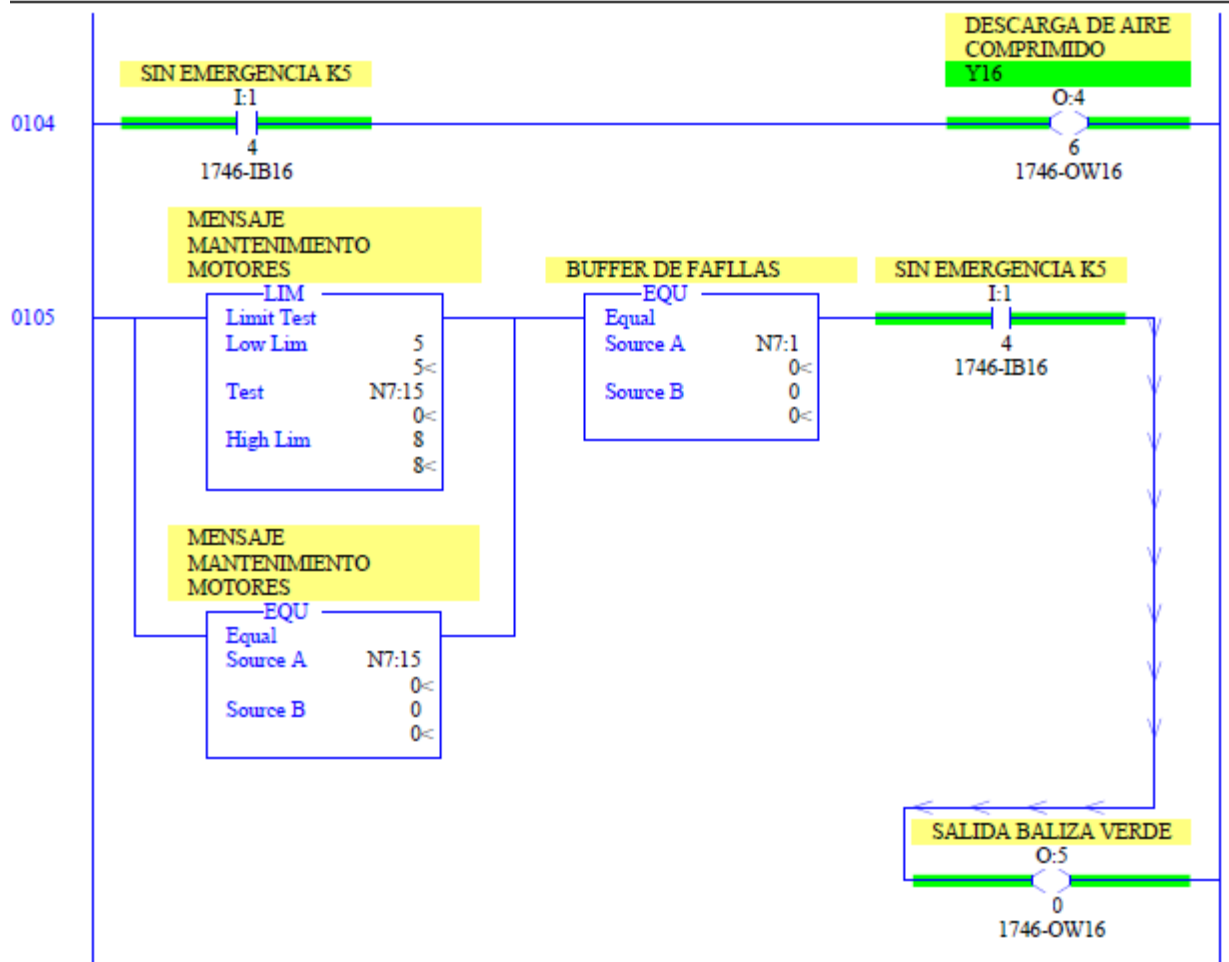 DESCARGA DE AIRE
COMPRIMIDO
Y16
SIN EMERGENCIA K5
I:1
O:4
0104
4
6
1746-IB16
1746-OW16
MENSAJE
MANTENIMIENTO
MOTORES
BUFFER DE FAFLLAS
SIN EMERGENCIA K5
LIM
EQU
I:1
0105
Limit Test
Low Lim 5
5<
Test N7:15
0<
High Lim 8
8<
Equal
Source A N7:1
0<
Source B 0
0<
4
1746-IB16
MENSAJE
MANTENIMIENTO
MOTORES
EQU
Equal
Source A N7:15
0<
Source B 0
0<
SALIDA BALIZA VERDE
O:5
0
1746-OW16